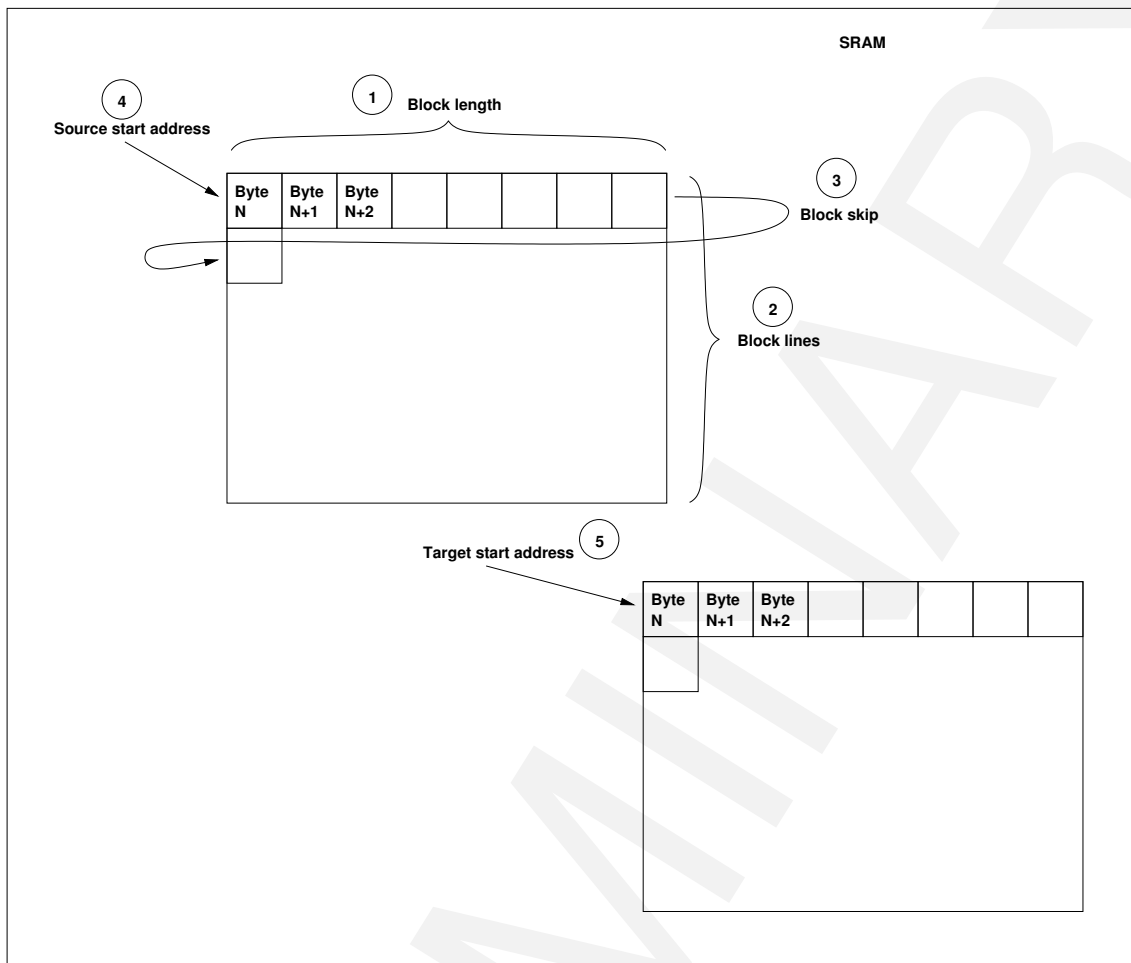 SRAM
4
Source start address
1
Block length
3
Block skip
Byte N
Byte N+1
Byte N+2
2
Block lines
Target start address
5
Byte N
Byte N+1
Byte N+2
MINARY